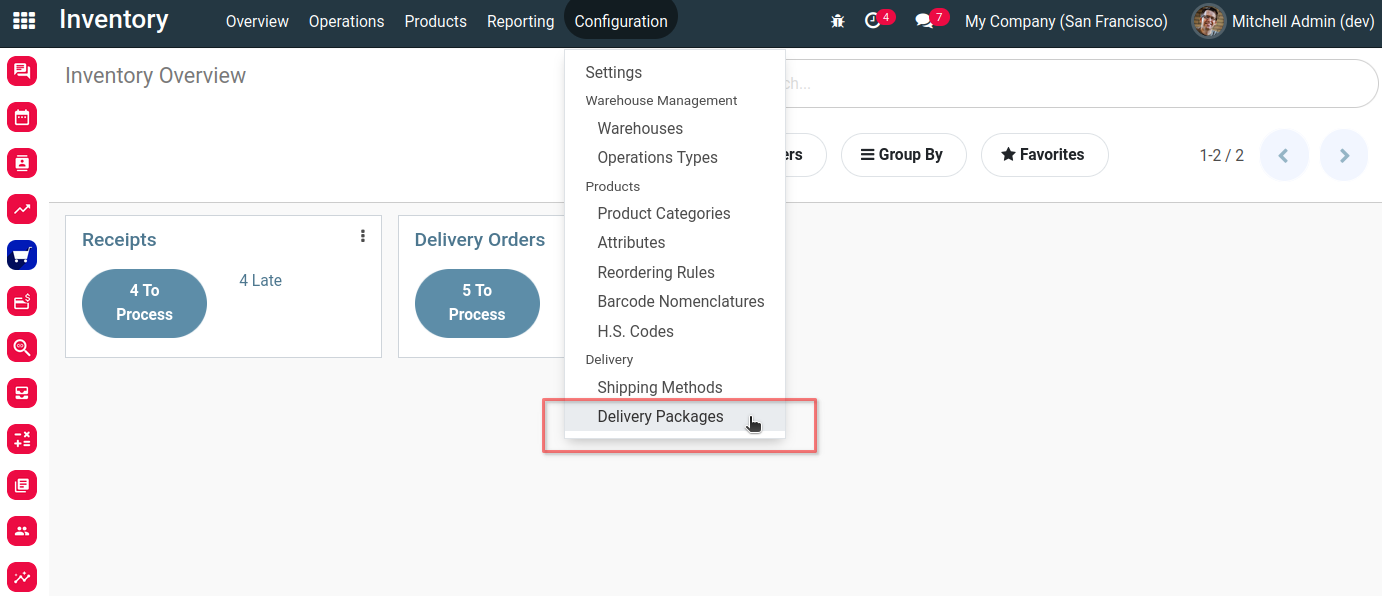 Inventory Overview Operations Products Reporting Configuration 4 7 My Company (San Francisco) Mitchell Admin (dev)
Inventory Overview
ch...
ers Group By Favorites 1-2 / 2
Settings
Warehouse Management
Warehouses
Operations Types
Products
Product Categories
Attributes
Reordering Rules
Barcode Nomenclatures
H.S. Codes
Delivery
Shipping Methods
Delivery Packages
Receipts
4 To
Process
4 Late
Delivery Orders
5 To
Process